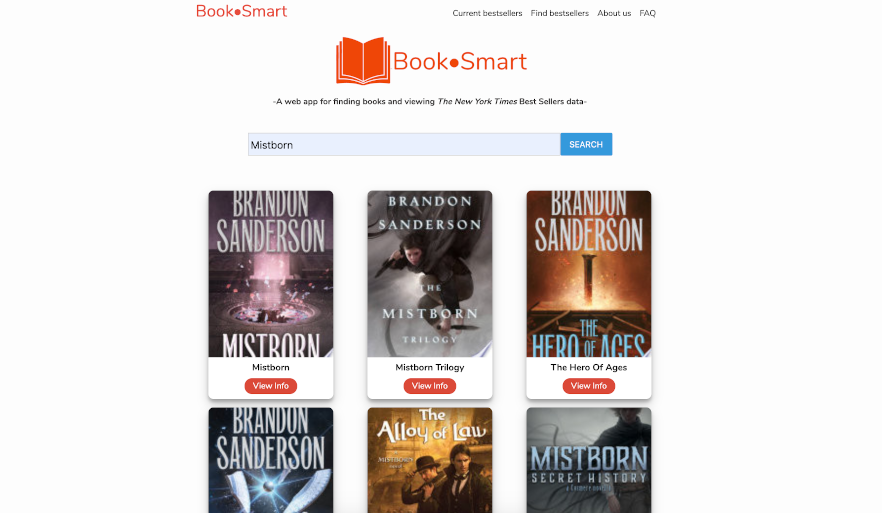 Book•Smart
Current bestsellers Find bestsellers About us FAQ
Book•Smart
-A web app for finding books and viewing The New York Times Best Sellers data-
Mistborn
SEARCH
BRANDON
SANDERSON
MISTBORN
Mistborn
View Info
BRANDON
SANDERSON
THE
MISTBORN
TRILOGY
Mistborn Trilogy
View Info
BRANDON
SANDERSON
THE
HERO OF AGES
The Hero Of Ages
View Info
BRANDON
SANDERSON
The
Alloy of Law
MISTBORN
MISTBORN
SECRET HISTORY